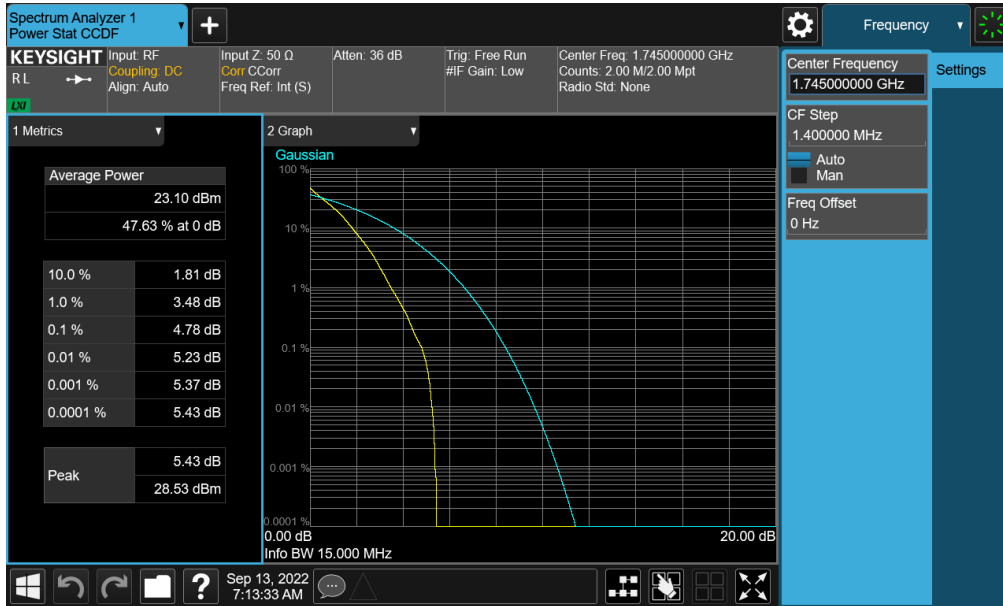 Spectrum Analyzer 1
Power Stat CCDF
Frequency
KEYSIGHT
R L
LXI
Input: RF
Coupling: DC
Align: Auto
Input Z: 50 Ω
Corr CCorr
Freq Ref: Int (S)
Atten: 36 dB
Trig: Free Run
#IF Gain: Low
Center Freq: 1.745000000 GHz
Counts: 2.00 M/2.00 Mpt
Radio Std: None
Center Frequency
1.745000000 GHz
Settings
CF Step
1.400000 MHz
Auto
Man
Freq Offset
0 Hz
1 Metrics
Average Power
23.10 dBm
47.63 % at 0 dB
10.0 % 1.81 dB
1.0 % 3.48 dB
0.1 % 4.78 dB
0.01 % 5.23 dB
0.001 % 5.37 dB
0.0001 % 5.43 dB
Peak
5.43 dB
28.53 dBm
2 Graph
Gaussian
100 %
10 %
1 %
0.1 %
0.01 %
0.001 %
0.0001 %
0.00 dB 20.00 dB
Info BW 15.000 MHz
?
Sep 13, 2022
7:13:33 AM